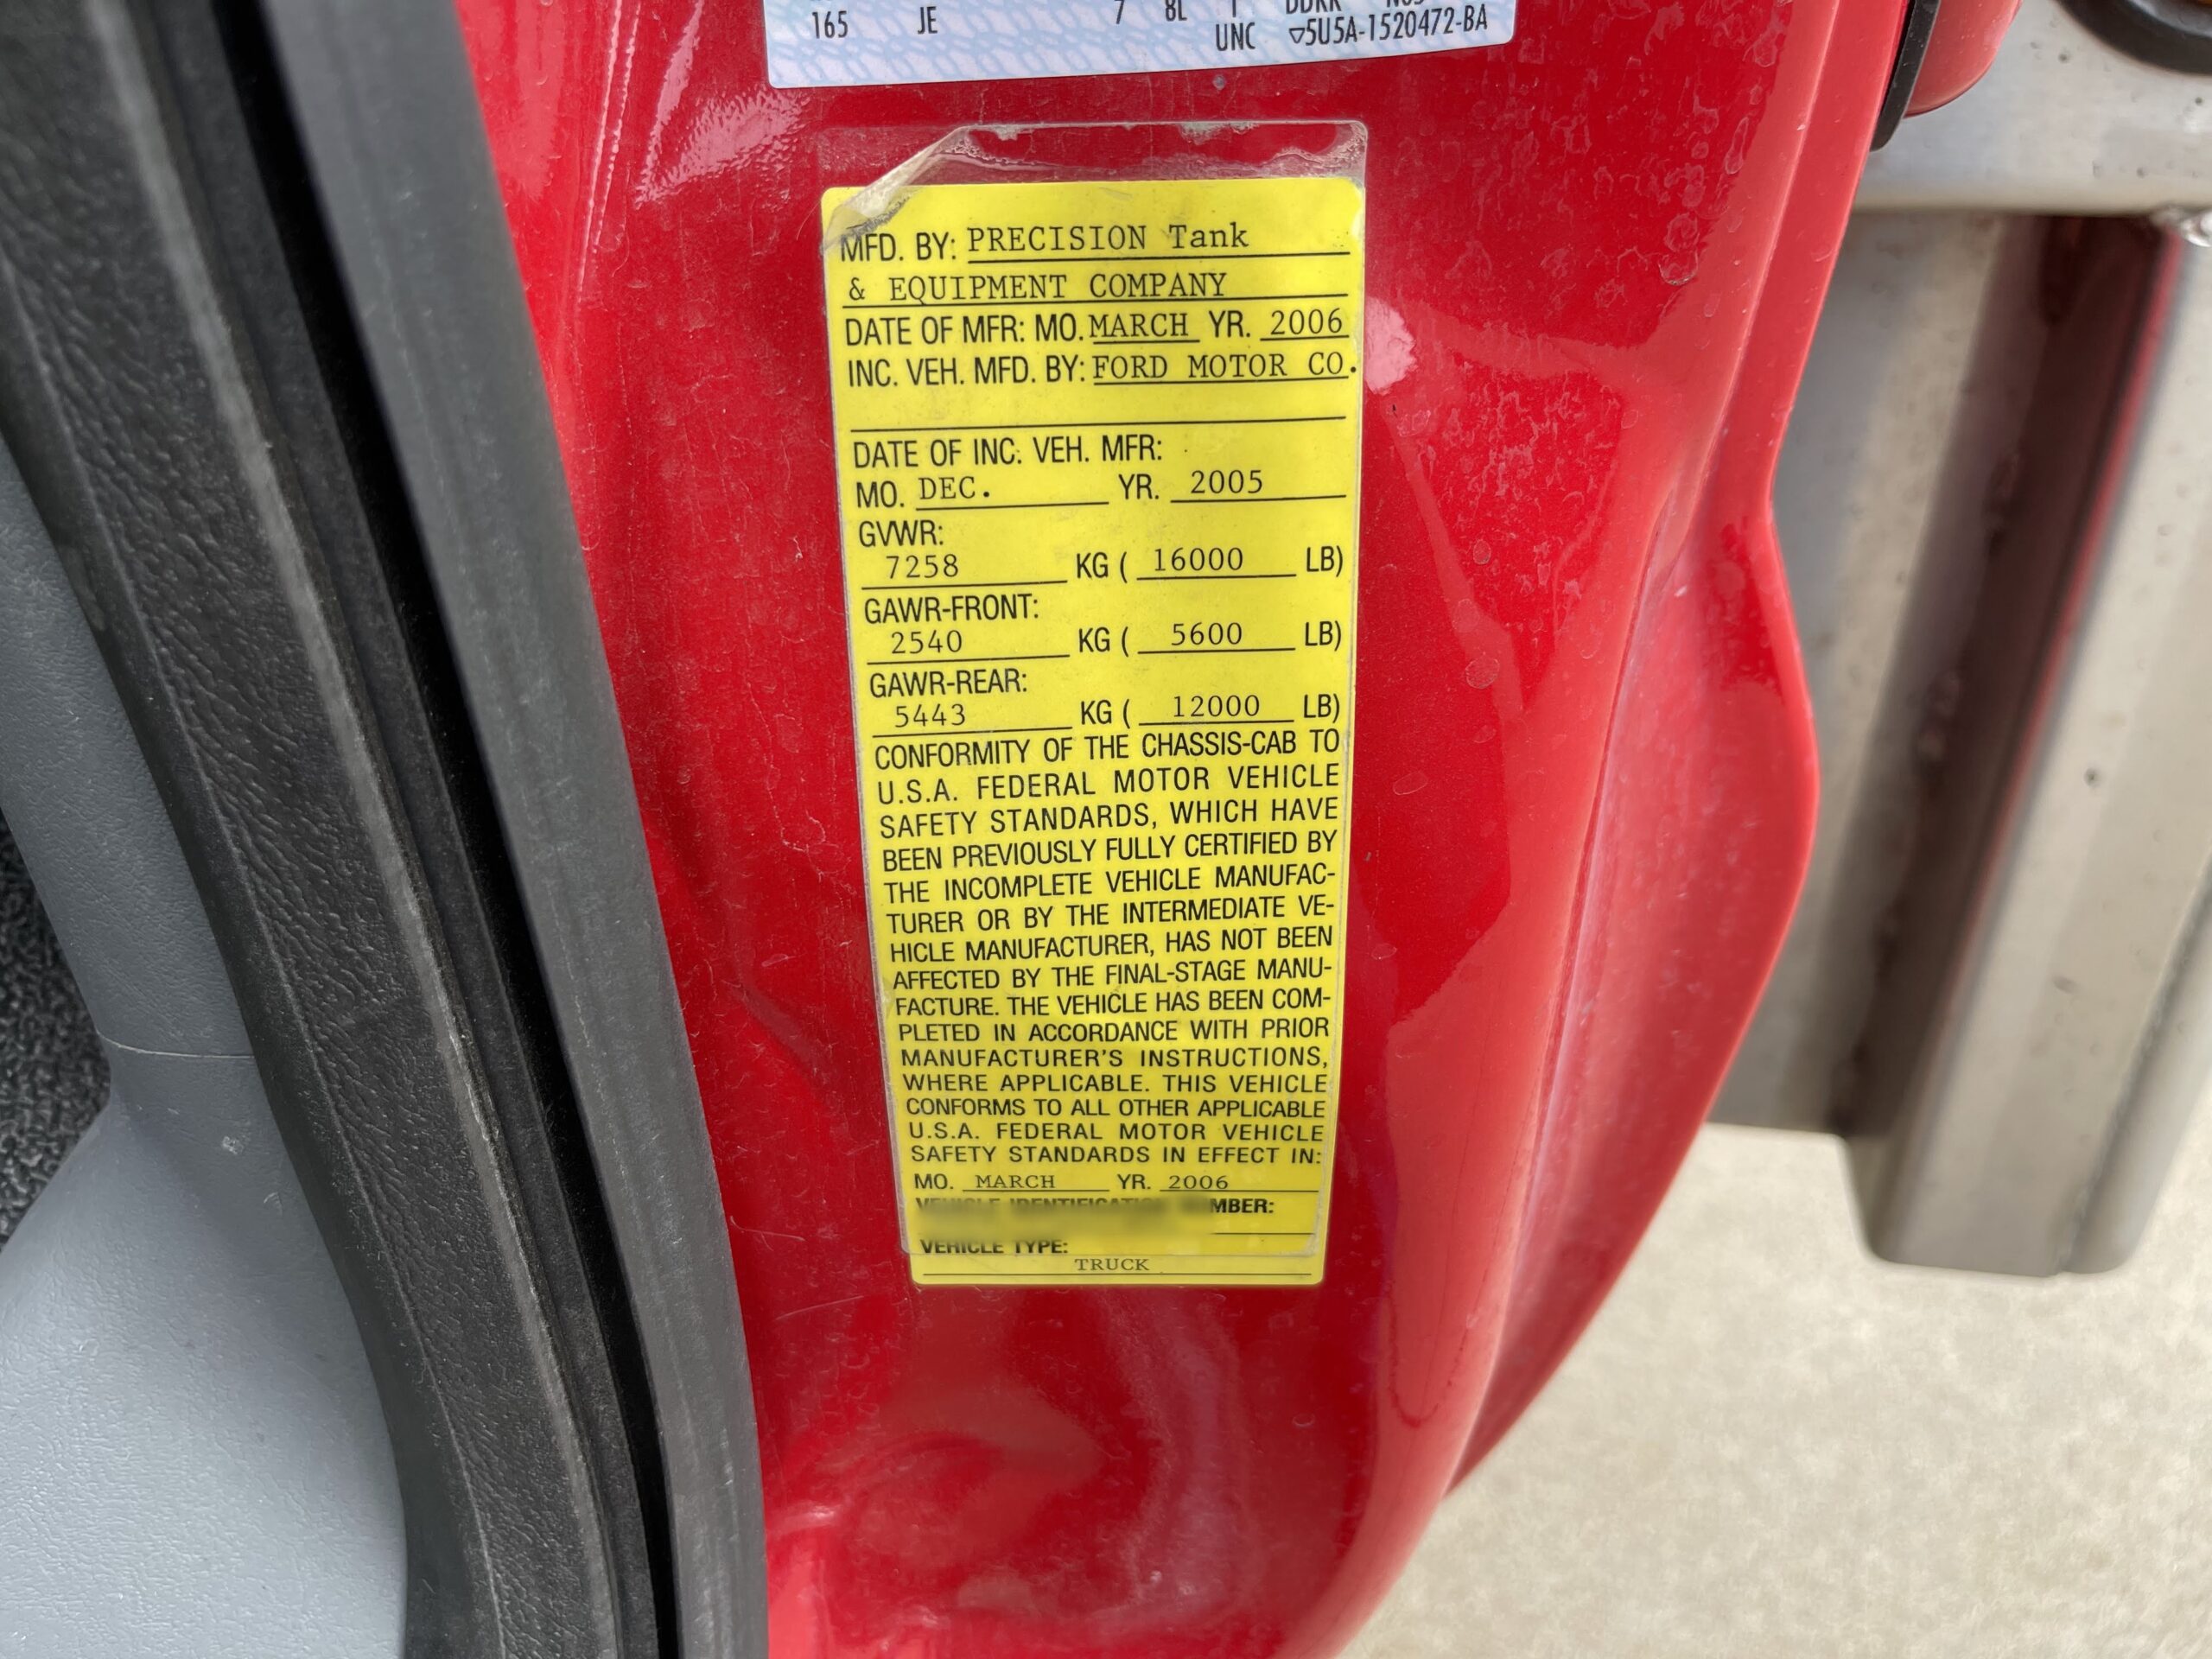 165 JE 7 8L
UNC ▽5U5A-1520472-BA
MFD. BY: PRECISION Tank
& EQUIPMENT COMPANY
DATE OF MFR: MO. MARCH YR. 2006
INC. VEH. MFD. BY: FORD MOTOR CO.
DATE OF INC. VEH. MFR:
MO. DEC. YR. 2005
GVWR:
7258 KG ( 16000 LB)
GAWR-FRONT:
2540 KG ( 5600 LB)
GAWR-REAR:
5443 KG ( 12000 LB)
CONFORMITY OF THE CHASSIS-CAB TO
U.S.A. FEDERAL MOTOR VEHICLE
SAFETY STANDARDS, WHICH HAVE
BEEN PREVIOUSLY FULLY CERTIFIED BY
THE INCOMPLETE VEHICLE MANUFAC-
TURER OR BY THE INTERMEDIATE VE-
HICLE MANUFACTURER, HAS NOT BEEN
AFFECTED BY THE FINAL-STAGE MANU-
FACTURE. THE VEHICLE HAS BEEN COM-
PLETED IN ACCORDANCE WITH PRIOR
MANUFACTURER'S INSTRUCTIONS,
WHERE APPLICABLE. THIS VEHICLE
CONFORMS TO ALL OTHER APPLICABLE
U.S.A. FEDERAL MOTOR VEHICLE
SAFETY STANDARDS IN EFFECT IN:
MO. MARCH YR. 2006
VEHICLE IDENTIFICATION NUMBER:
VEHICLE TYPE:
TRUCK